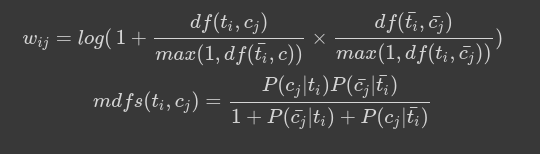 w_{ij} = log( 1 + \frac{df(t_i, c_j)}{max(1, df(\bar{t_i}, c))} \times \frac{df(\bar{t_i}, \bar{c_j})}{max(1, df(t_i, \bar{c_j}))} )
mdfs(t_i, c_j) = \frac{P(c_j|t_i)P(\bar{c_j}|\bar{t_i})}{1 + P(\bar{c_j}|t_i) + P(c_j|\bar{t_i})}